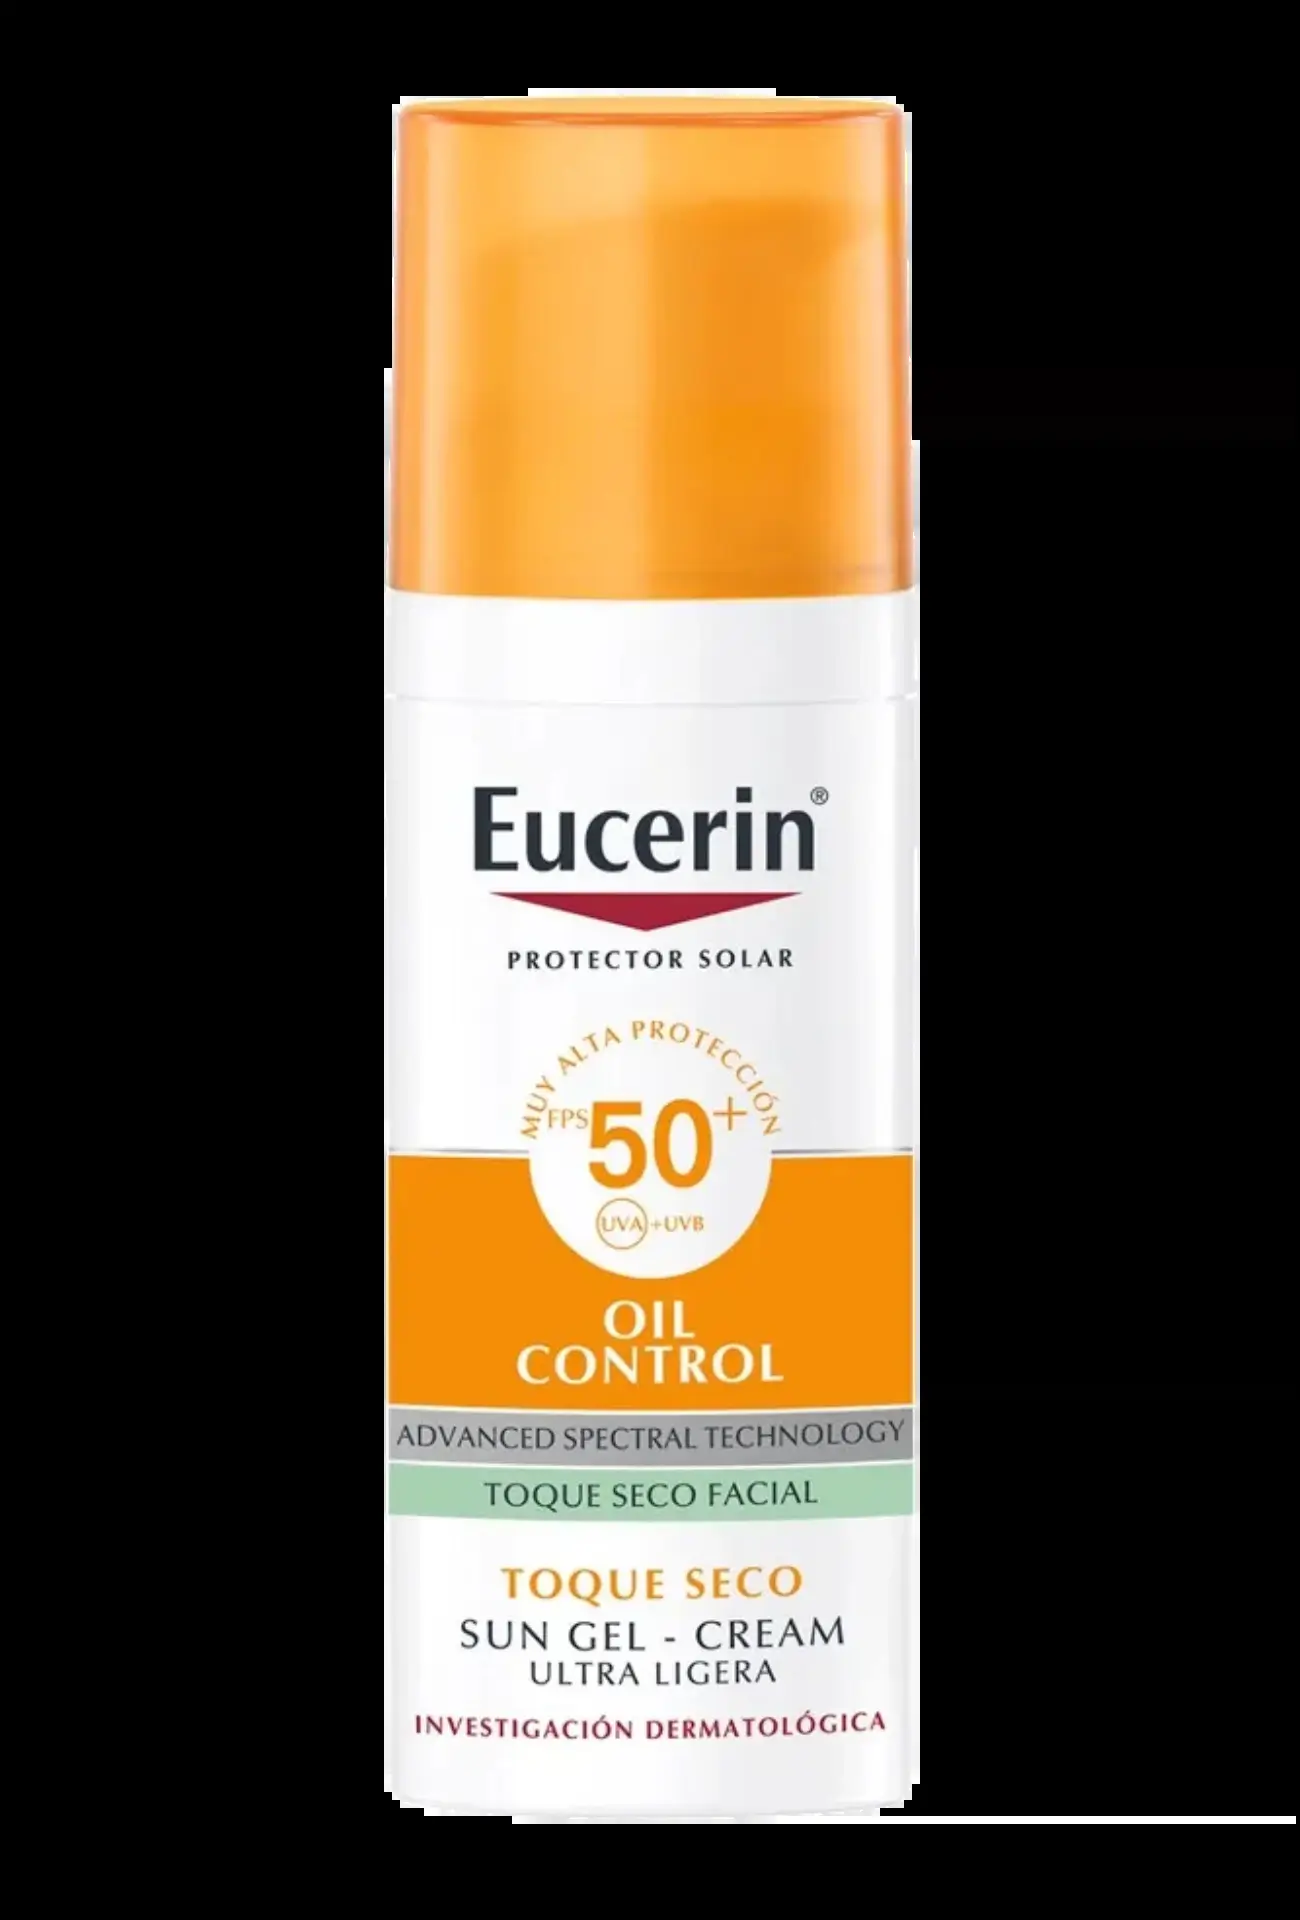 Eucerin®
PROTECTOR SOLAR
MUY ALTA PROTECCIÓN
FPS 50+
UVA+UVB
OIL
CONTROL
ADVANCED SPECTRAL TECHNOLOGY
TOQUE SECO FACIAL
TOQUE SECO
SUN GEL - CREAM
ULTRA LIGERA
INVESTIGACIÓN DERMATOLÓGICA